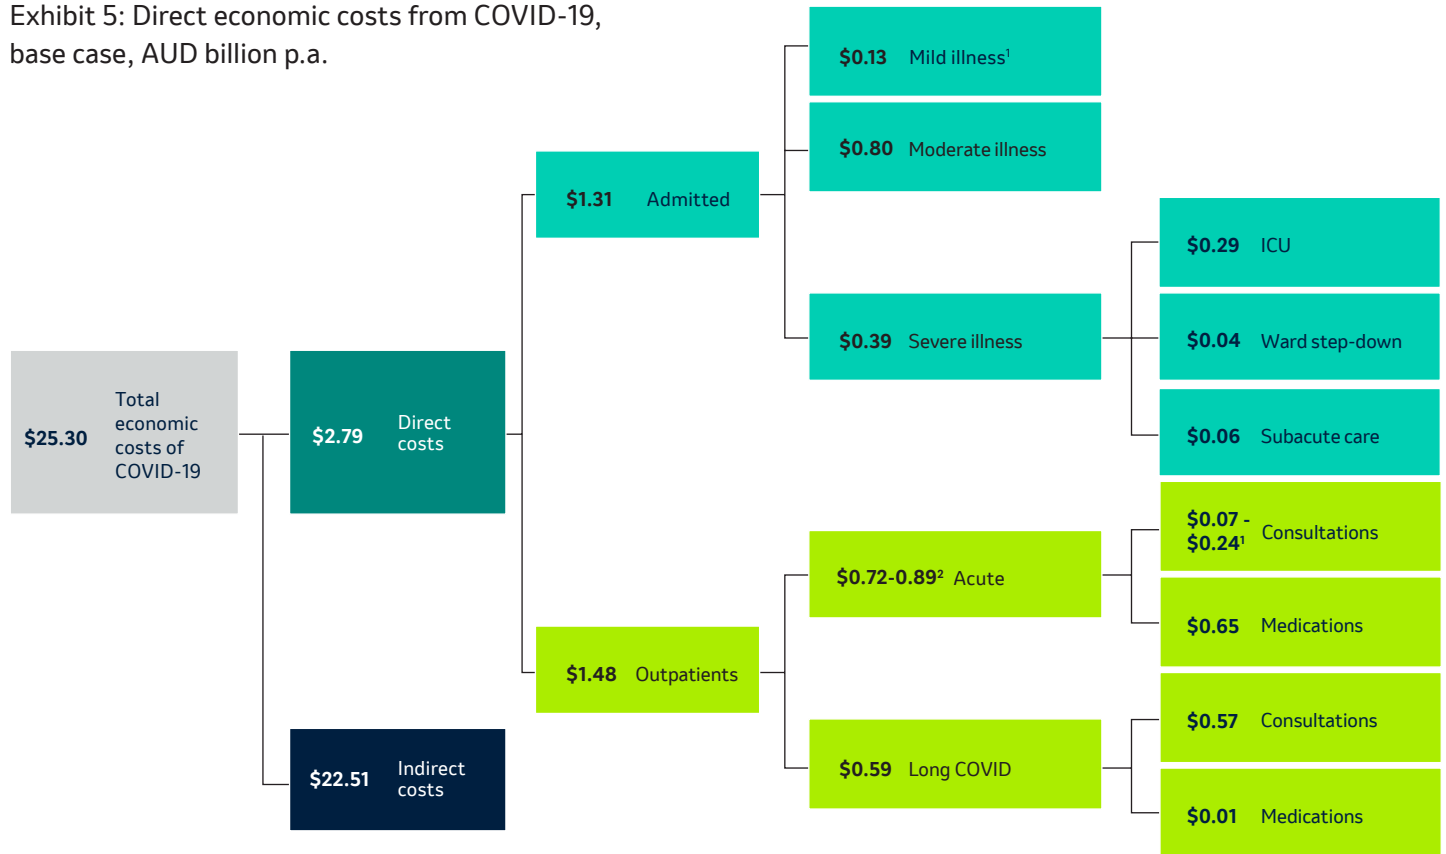 Exhibit 5: Direct economic costs from COVID-19,
base case, AUD billion p.a.
$25.30
Total
economic
costs of
COVID-19
$2.79
Direct
costs
$22.51
Indirect
costs
$1.31 Admitted
$1.48 Outpatients
$0.13 Mild illness¹
$0.80 Moderate illness
$0.39 Severe illness
$0.72-0.89² Acute
$0.59 Long COVID
$0.29 ICU
$0.04 Ward step-down
$0.06 Subacute care
$0.07 -
$0.24¹
Consultations
$0.65 Medications
$0.57 Consultations
$0.01 Medications